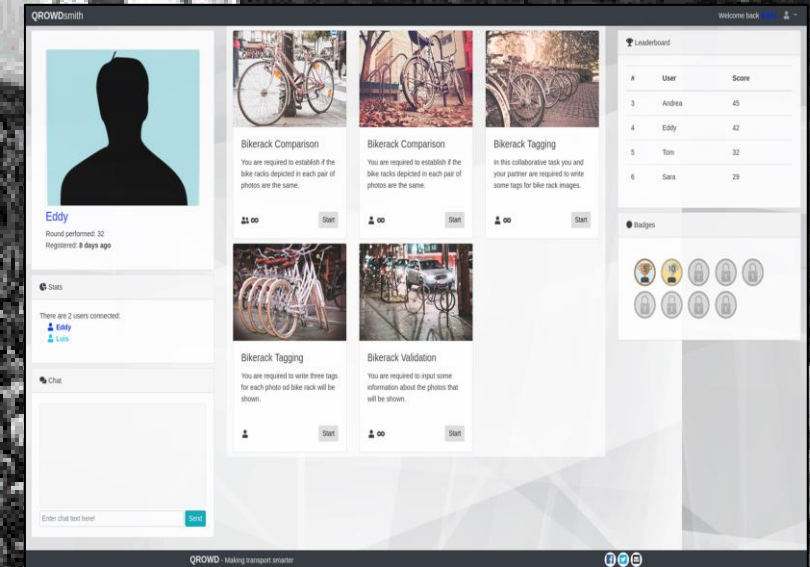 QROWDsmith
Welcome back
Eddy
Round performed: 32
Registered: 8 days ago
Stats
There are 2 users connected:
Eddy
Luis
Chat
Enter chat text here!
Send
Bikerack Comparison
You are required to establish if the
bike racks depicted in each pair of
photos are the same.
Start
Bikerack Comparison
You are required to establish if the
bike racks depicted in each pair of
photos are the same.
Start
Bikerack Tagging
In this collaborative task you and
your partner are required to write
some tags for bike rack images.
Start
Bikerack Tagging
You are required to write three tags
for each photo od bike rack will be
shown.
Start
Bikerack Validation
You are required to input some
information about the photos that
will be shown.
Start
Leaderboard
# User Score
3 Andrea 45
4 Eddy 42
5 Tom 32
6 Sara 29
Badges
QROWD - Making transport smarter